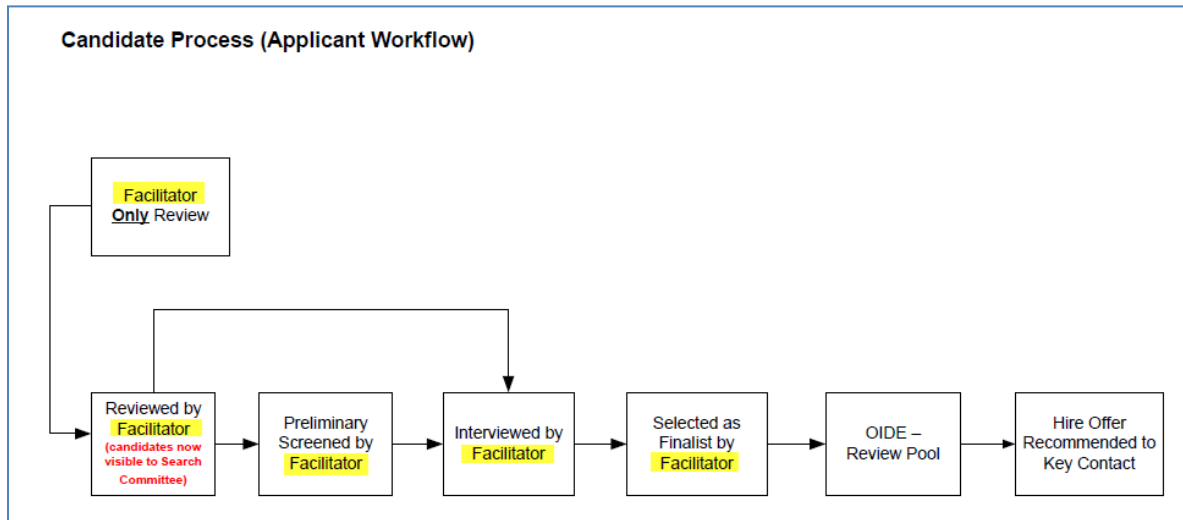 Candidate Process (Applicant Workflow)
Facilitator
Only Review
Reviewed by
Facilitator
(candidates now
visible to Search
Committee)
Preliminary
Screened by
Facilitator
Interviewed by
Facilitator
Selected as
Finalist by
Facilitator
OIDE –
Review Pool
Hire Offer
Recommended to
Key Contact